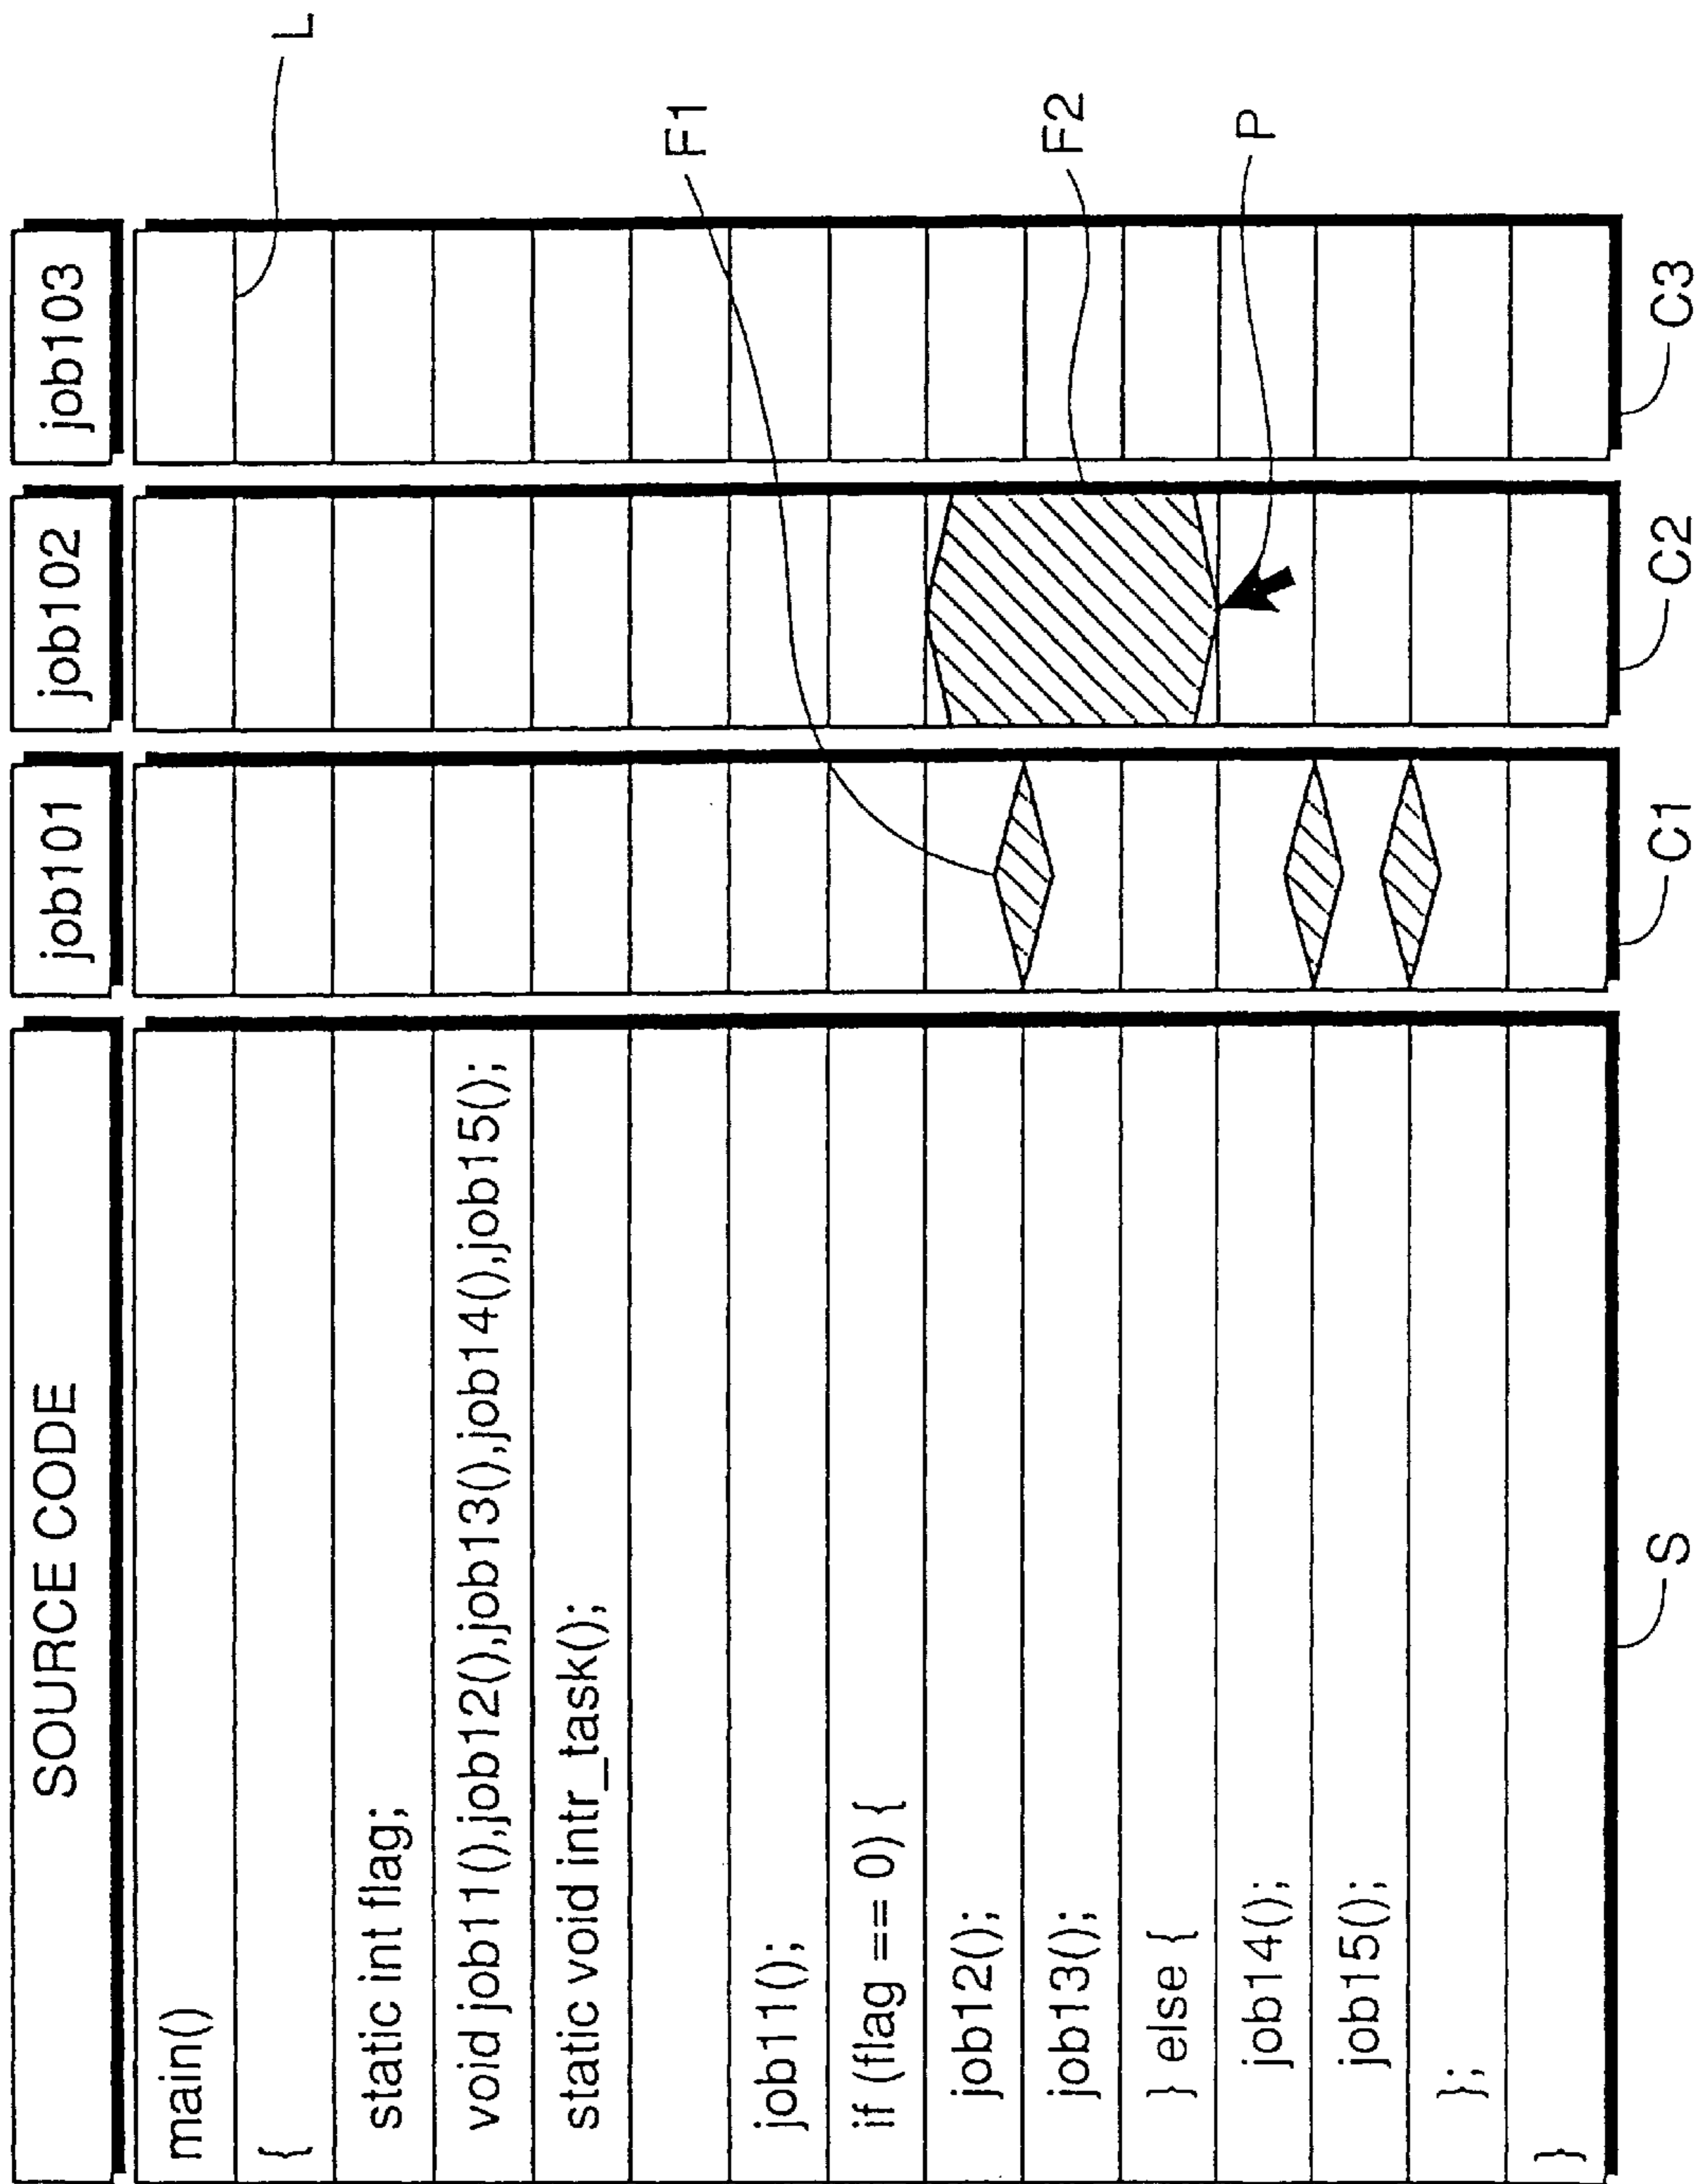 SOURCE CODE
job101
job102
job103
main()
{
L
static int flag;
void job11(),job12(),job13(),job14(),job15();
static void intr_task();
job11();
F1
if (flag == 0) {
job12();
job13();
F2
} else {
job14();
P
job15();
};
}
S
C1
C2
C3